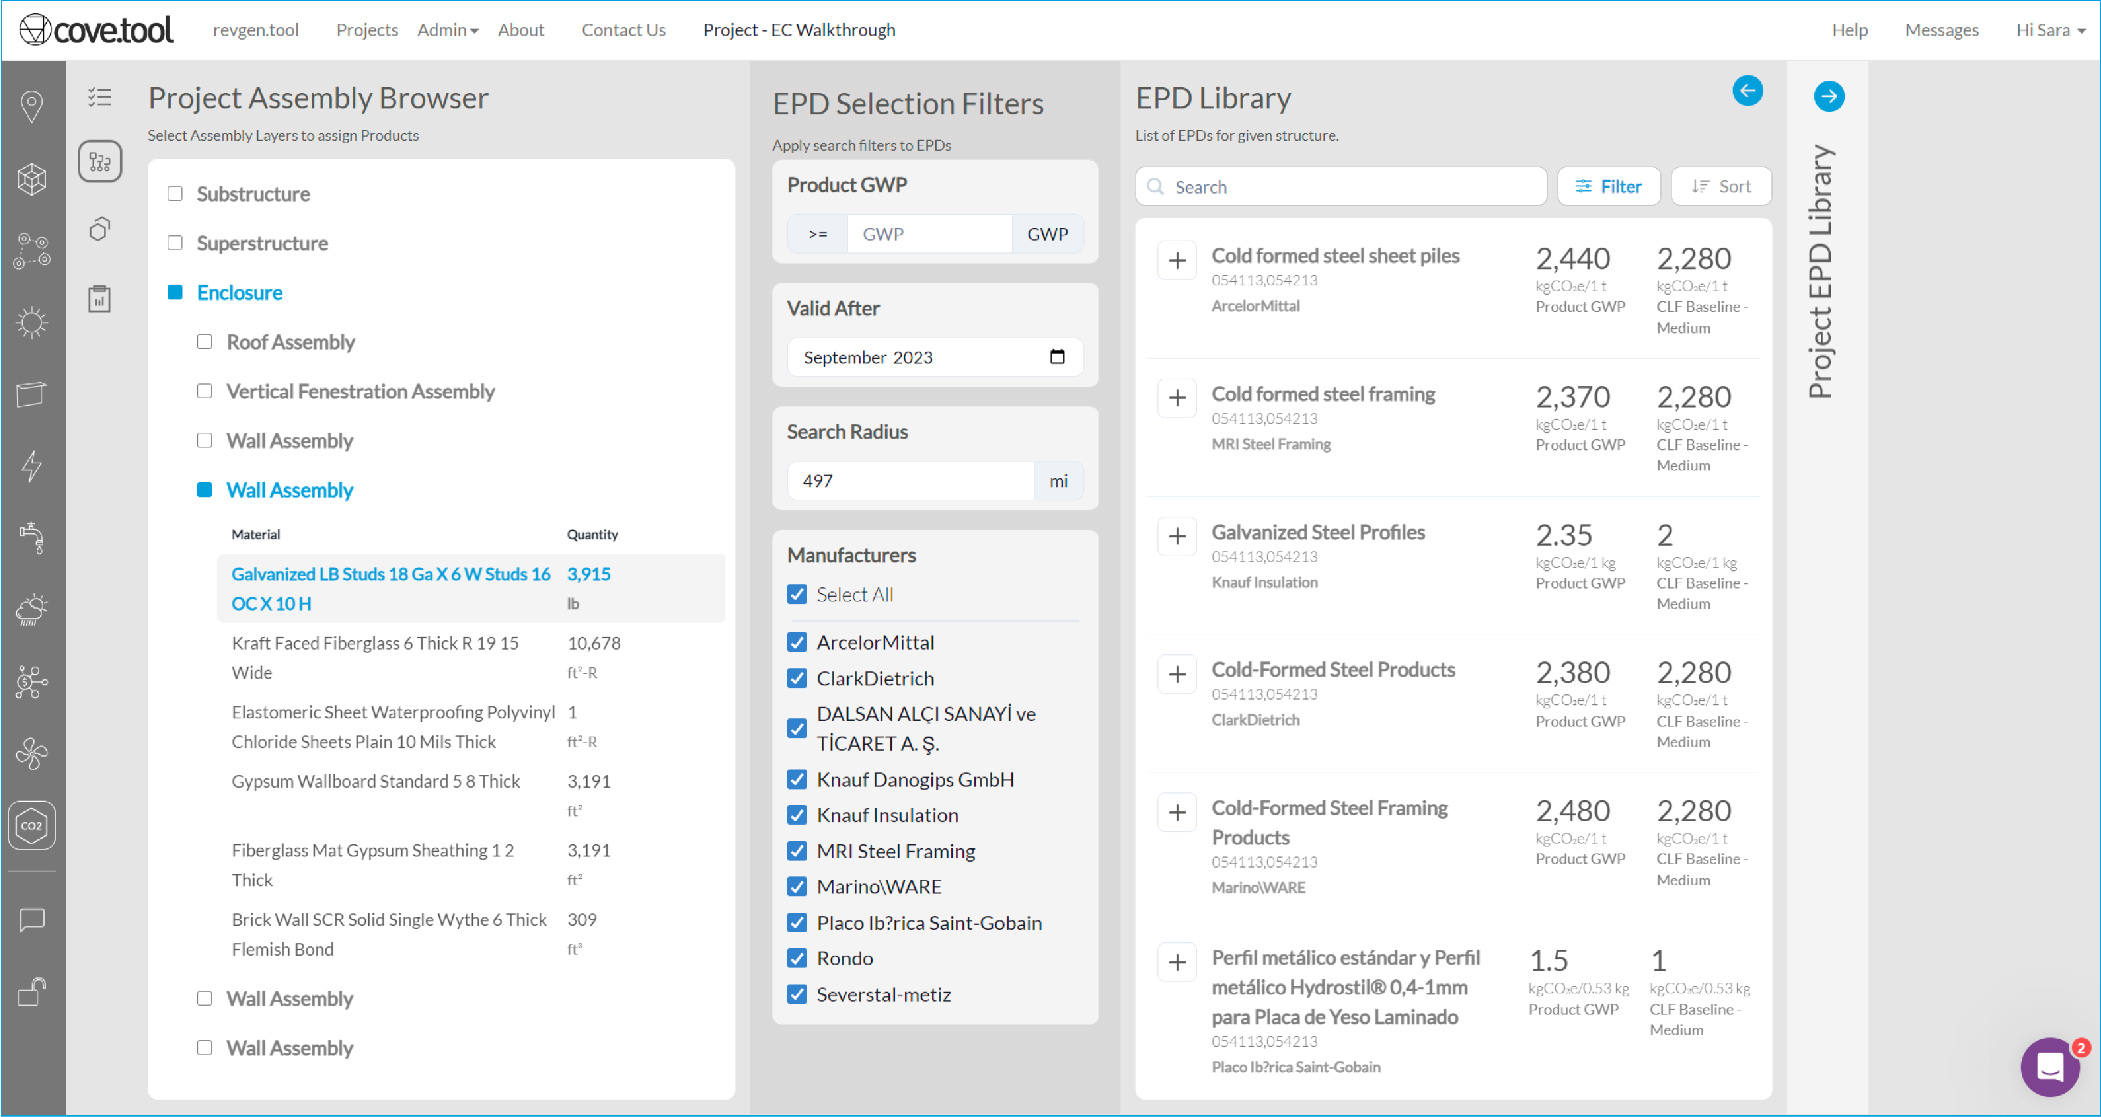 cove.tool
revgen.tool
Projects
Admin
About
Contact Us
Project - EC Walkthrough
Help
Messages
Hi Sara
CO2
Project Assembly Browser
Select Assembly Layers to assign Products
Substructure
Superstructure
Enclosure
Roof Assembly
Vertical Fenestration Assembly
Wall Assembly
Wall Assembly
Material Quantity
Galvanized LB Studs 18 Ga X 6 W Studs 16 3,915
OC X 10 H lb
Kraft Faced Fiberglass 6 Thick R 19 15 10,678
Wide ft²-R
Elastomeric Sheet Waterproofing Polyvinyl 1
Chloride Sheets Plain 10 Mils Thick ft²-R
Gypsum Wallboard Standard 5 8 Thick 3,191
ft²
Fiberglass Mat Gypsum Sheathing 1 2 3,191
Thick ft²
Brick Wall SCR Solid Single Wythe 6 Thick 309
Flemish Bond ft³
Wall Assembly
Wall Assembly
EPD Selection Filters
Apply search filters to EPDs
Product GWP
>= GWP GWP
Valid After
September 2023
Search Radius
497 mi
Manufacturers
Select All
ArcelorMittal
ClarkDietrich
DALSAN ALÇI SANAYİ ve
TİCARET A. Ş.
Knauf Danogips GmbH
Knauf Insulation
MRI Steel Framing
Marino\WARE
Placo Ib?rica Saint-Gobain
Rondo
Severstal-metiz
EPD Library
List of EPDs for given structure.
Search
Filter
Sort
Cold formed steel sheet piles
054113,054213
ArcelorMittal
2,440
kgCO₂e/1 t
Product GWP
2,280
kgCO₂e/1 t
CLF Baseline -
Medium
Cold formed steel framing
054113,054213
MRI Steel Framing
2,370
kgCO₂e/1 t
Product GWP
2,280
kgCO₂e/1 t
CLF Baseline -
Medium
Galvanized Steel Profiles
054113,054213
Knauf Insulation
2.35
kgCO₂e/1 kg
Product GWP
2
kgCO₂e/1 kg
CLF Baseline -
Medium
Cold-Formed Steel Products
054113,054213
ClarkDietrich
2,380
kgCO₂e/1 t
Product GWP
2,280
kgCO₂e/1 t
CLF Baseline -
Medium
Cold-Formed Steel Framing
Products
054113,054213
Marino\WARE
2,480
kgCO₂e/1 t
Product GWP
2,280
kgCO₂e/1 t
CLF Baseline -
Medium
Perfil metálico estándar y Perfil
metálico Hydrostil® 0,4-1mm
para Placa de Yeso Laminado
054113,054213
Placo Ib?rica Saint-Gobain
1.5
kgCO₂e/0.53 kg
Product GWP
1
kgCO₂e/0.53 kg
CLF Baseline -
Medium
Project EPD Library
2